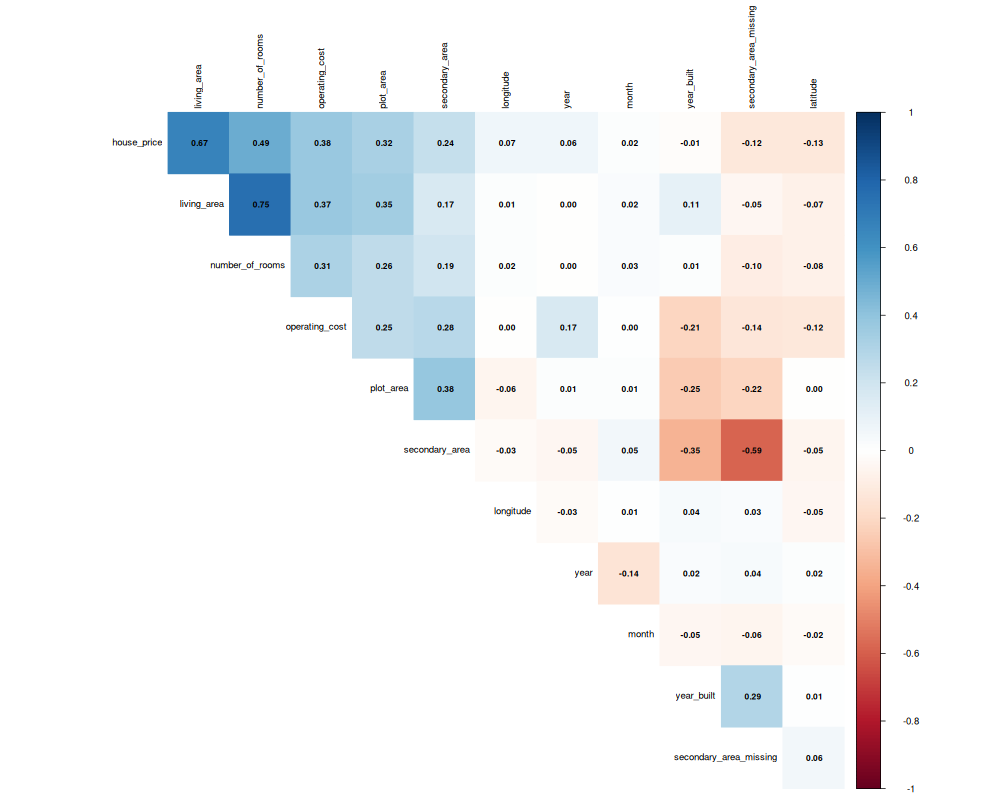 living_area number_of_rooms operating_cost plot_area secondary_area longitude year month year_built secondary_area_missing latitude
house_price 0.67 0.49 0.38 0.32 0.24 0.07 0.06 0.02 -0.01 -0.12 -0.13
living_area 0.75 0.37 0.35 0.17 0.01 0.00 0.02 0.11 -0.05 -0.07
number_of_rooms 0.31 0.26 0.19 0.02 0.00 0.03 0.01 -0.10 -0.08
operating_cost 0.25 0.28 0.00 0.17 0.00 -0.21 -0.14 -0.12
plot_area 0.38 -0.06 0.01 0.01 -0.25 -0.22 0.00
secondary_area -0.03 -0.05 0.05 -0.35 -0.59 -0.05
longitude -0.03 0.01 0.04 0.03 -0.05
year -0.14 0.02 0.04 0.02
month -0.05 -0.06 -0.02
year_built 0.29 0.01
secondary_area_missing 0.06
1
0.8
0.6
0.4
0.2
0
-0.2
-0.4
-0.6
-0.8
-1